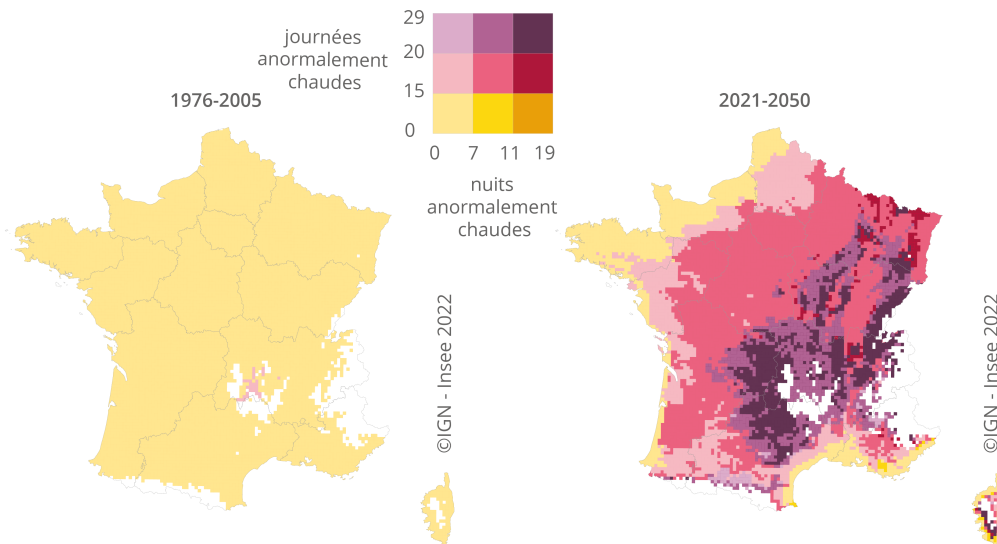 journées
anormalement
chaudes
29
20
15
0
0 7 11 19
nuits
anormalement
chaudes
1976-2005
2021-2050
©IGN - Insee 2022
©IGN - Insee 2022